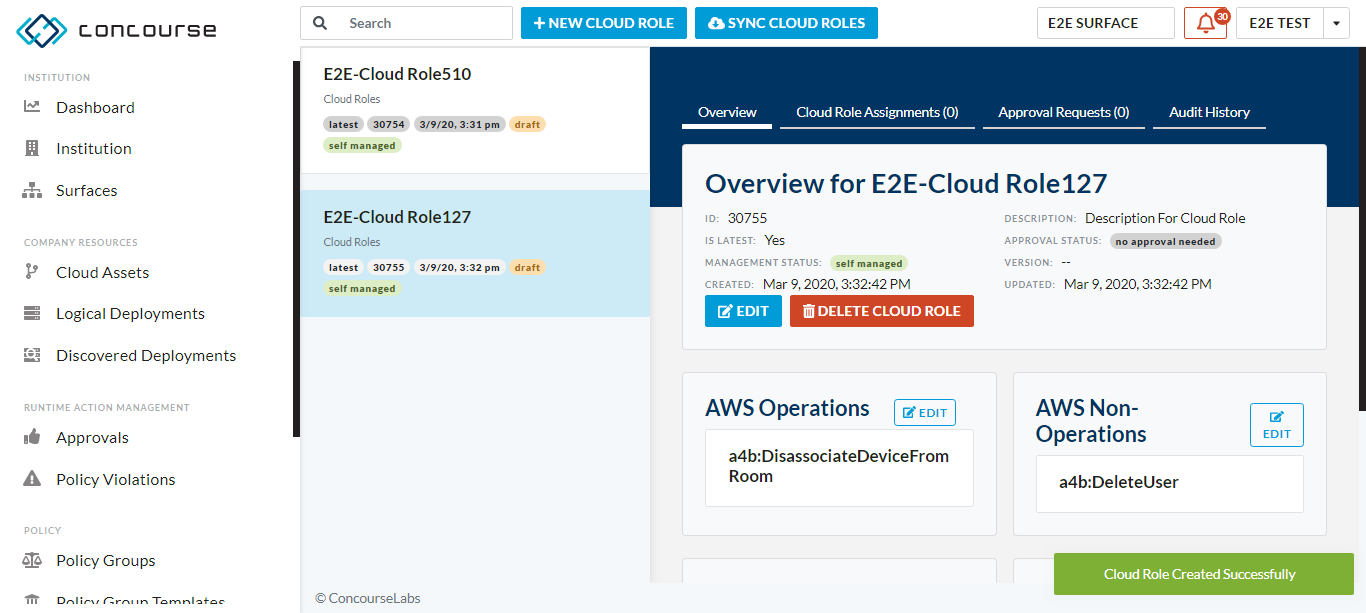 concourse
Search
NEW CLOUD ROLE
SYNC CLOUD ROLES
E2E SURFACE
30
E2E TEST
INSTITUTION
Dashboard
Institution
Surfaces
COMPANY RESOURCES
Cloud Assets
Logical Deployments
Discovered Deployments
RUNTIME ACTION MANAGEMENT
Approvals
Policy Violations
POLICY
Policy Groups
Policy Group Templates
E2E-Cloud Role510
Cloud Roles
latest 30754 3/9/20, 3:31 pm draft
self managed
E2E-Cloud Role127
Cloud Roles
latest 30755 3/9/20, 3:32 pm draft
self managed
© ConcourseLabs
Overview Cloud Role Assignments (0) Approval Requests (0) Audit History
Overview for E2E-Cloud Role127
ID: 30755
DESCRIPTION: Description For Cloud Role
IS LATEST: Yes
APPROVAL STATUS: no approval needed
MANAGEMENT STATUS: self managed
VERSION: --
CREATED: Mar 9, 2020, 3:32:42 PM
UPDATED: Mar 9, 2020, 3:32:42 PM
EDIT
DELETE CLOUD ROLE
AWS Operations
EDIT
a4b:DisassociateDeviceFrom
Room
AWS Non-
Operations
EDIT
a4b:DeleteUser
Cloud Role Created Successfully